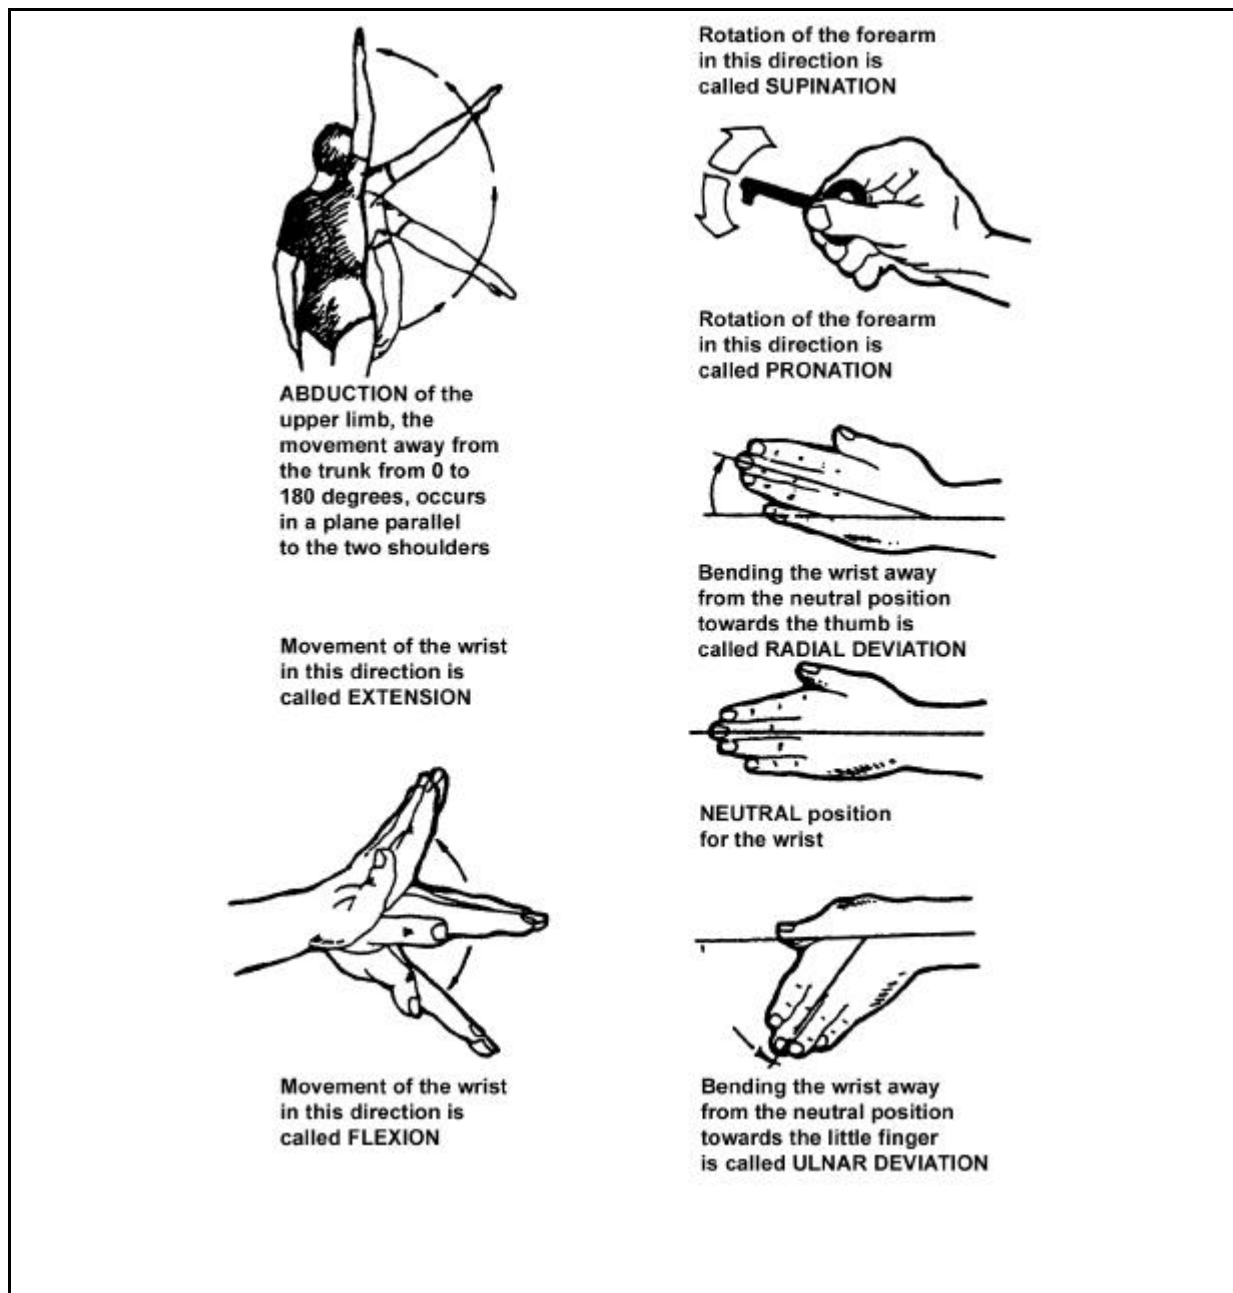 ABDUCTION of the
upper limb, the
movement away from
the trunk from 0 to
180 degrees, occurs
in a plane parallel
to the two shoulders
Movement of the wrist
in this direction is
called EXTENSION
Movement of the wrist
in this direction is
called FLEXION
Rotation of the forearm
in this direction is
called SUPINATION
Rotation of the forearm
in this direction is
called PRONATION
Bending the wrist away
from the neutral position
towards the thumb is
called RADIAL DEVIATION
NEUTRAL position
for the wrist
Bending the wrist away
from the neutral position
towards the little finger
is called ULNAR DEVIATION